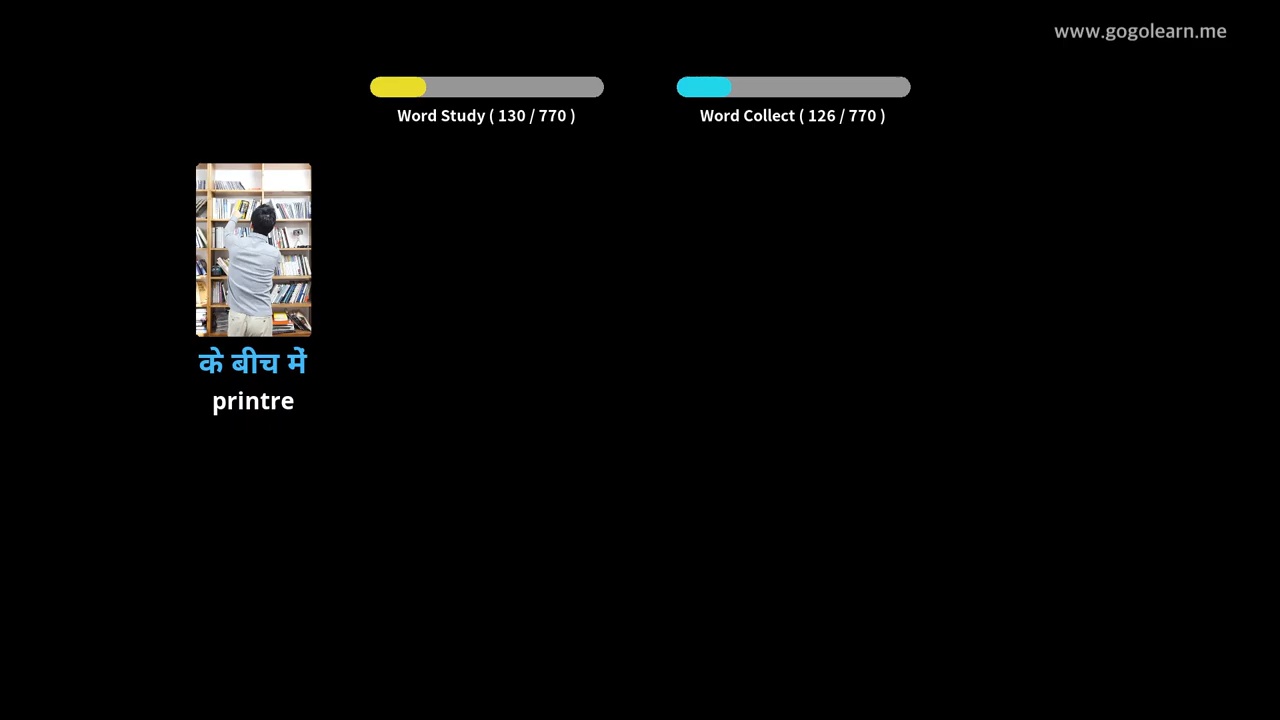 www.gogolearn.me
Word Study ( 130 / 770 )
Word Collect ( 126 / 770 )
के बीच में
printre